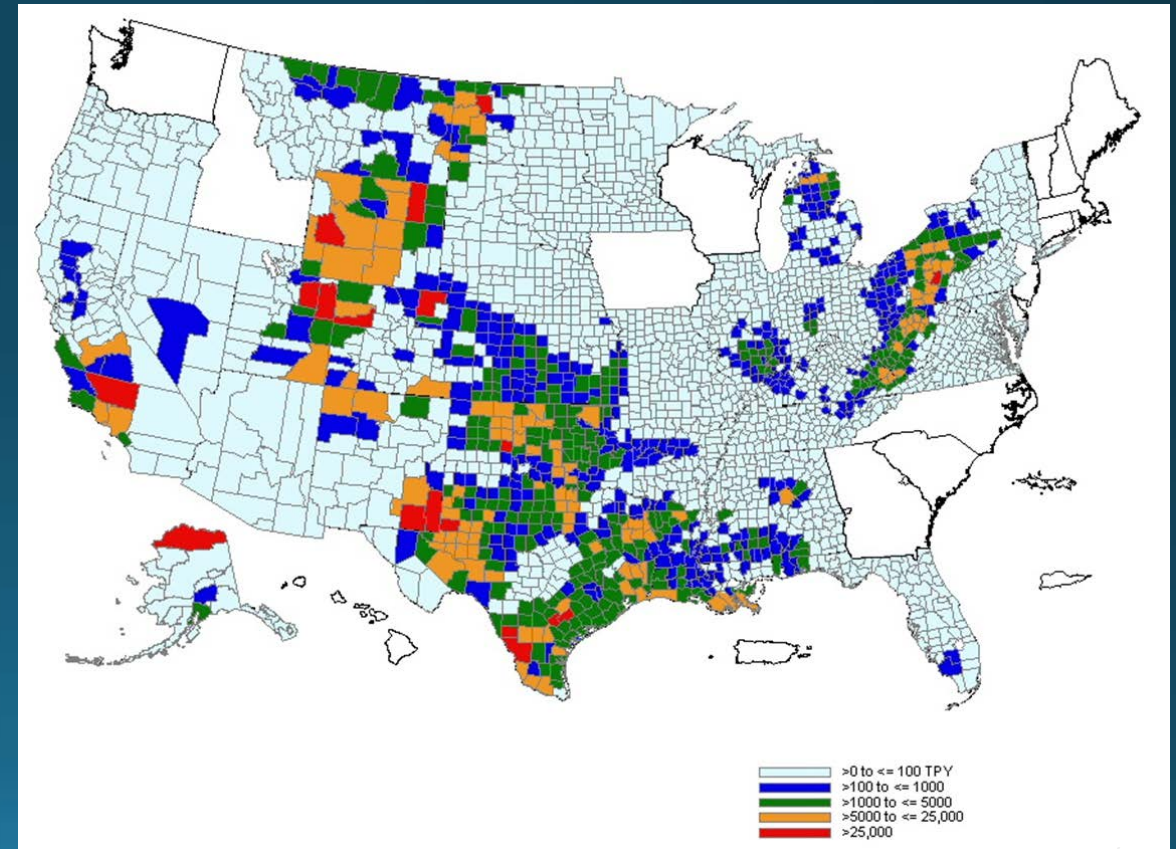 >0 to <= 100 TPY
>100 to <= 1000
>1000 to <= 5000
>5000 to <= 25,000
>25,000